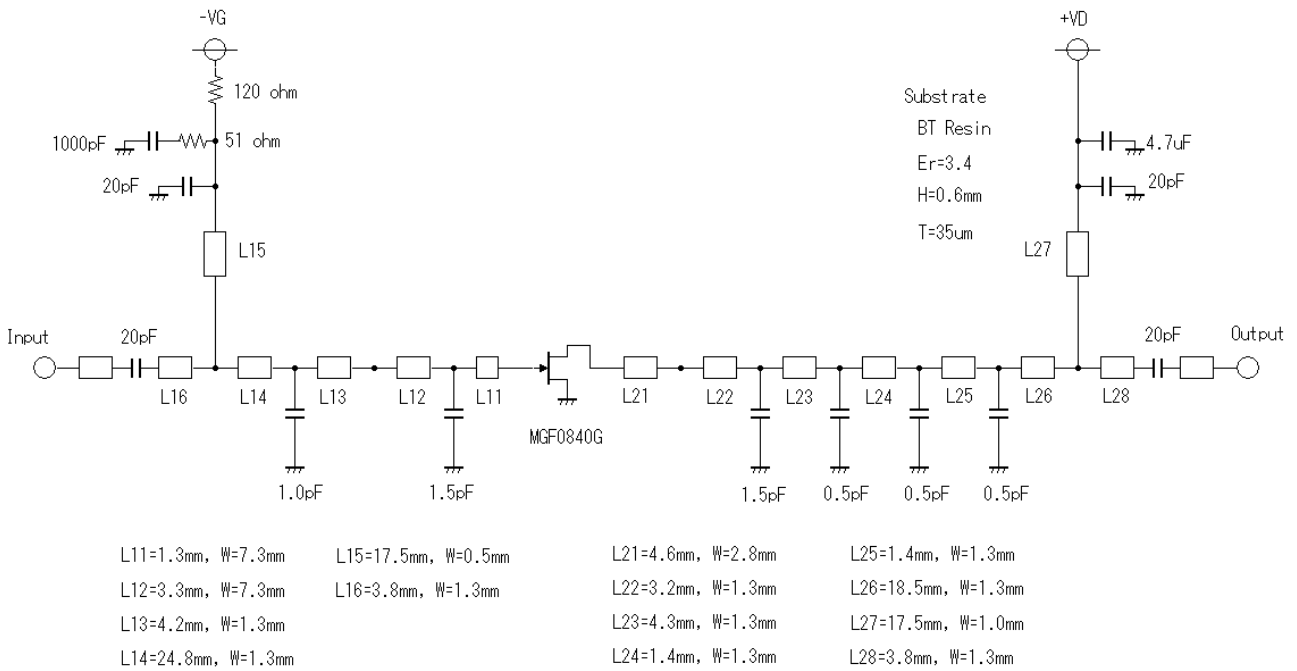 -VG
+VD
120 ohm
Substrate
BT Resin
Er=3.4
H=0.6mm
T=35um
1000pF
51 ohm
4.7uF
20pF
20pF
L15
L27
Input
20pF
20pF
Output
L16
L14
L13
L12
L11
L21
L22
L23
L24
L25
L26
L28
MGF0840G
1.0pF
1.5pF
1.5pF
0.5pF
0.5pF
0.5pF
L11=1.3mm, W=7.3mm
L12=3.3mm, W=7.3mm
L13=4.2mm, W=1.3mm
L14=24.8mm, W=1.3mm
L15=17.5mm, W=0.5mm
L16=3.8mm, W=1.3mm
L21=4.6mm, W=2.8mm
L22=3.2mm, W=1.3mm
L23=4.3mm, W=1.3mm
L24=1.4mm, W=1.3mm
L25=1.4mm, W=1.3mm
L26=18.5mm, W=1.3mm
L27=17.5mm, W=1.0mm
L28=3.8mm, W=1.3mm